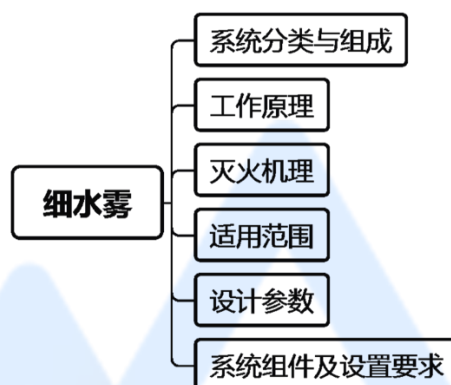 系统分类与组成
工作原理
灭火机理
细水雾
适用范围
设计参数
系统组件及设置要求